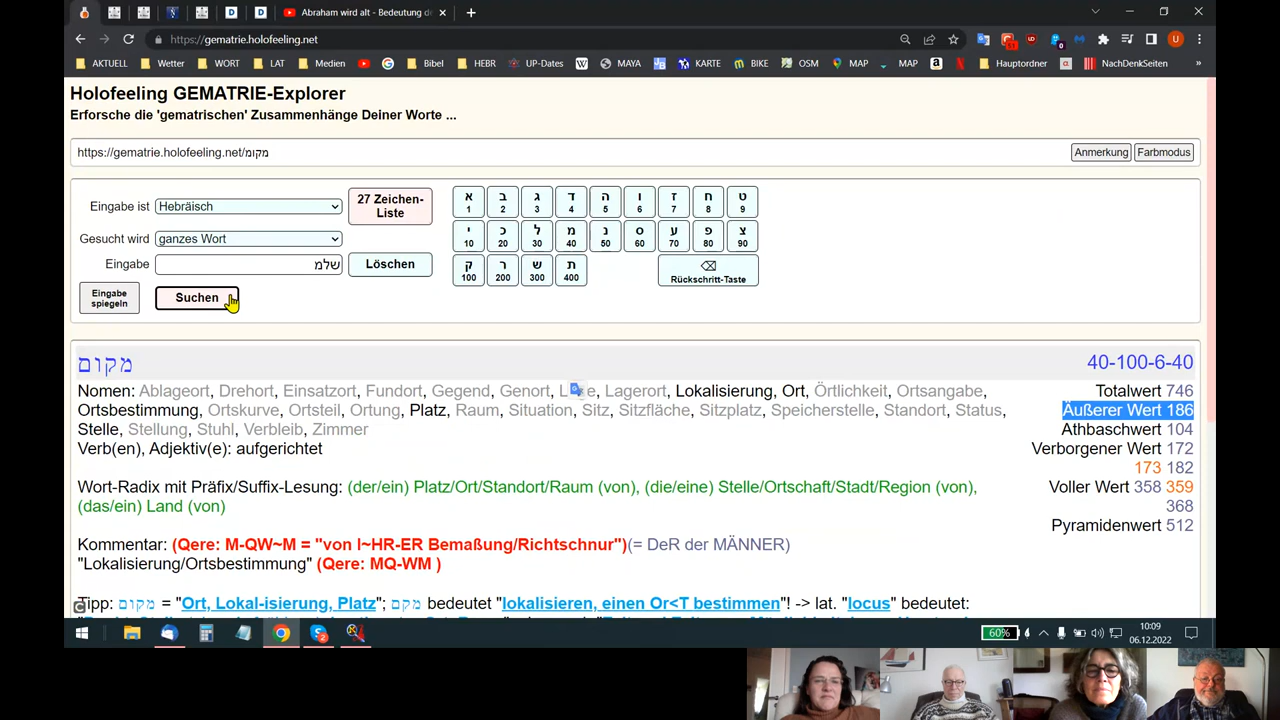 Abraham wird alt - Bedeutung de
https://gematrie.holofeeling.net
AKTUELL Wetter WORT LAT Medien Bibel HEBR UP-Dates MAYA KARTE BIKE OSM MAP MAP Hauptordner NachDenkSeiten »
Holofeeling GEMATRIE-Explorer
Erforsche die 'gematrischen' Zusammenhänge Deiner Worte ...
https://gematrie.holofeeling.net/מקומ
Anmerkung Farbmodus
Eingabe ist Hebräisch
27 Zeichen-
Liste
Gesucht wird ganzes Wort
Eingabe שלמ Löschen
Eingabe
spiegeln
Suchen
א ב ג ד ה ו ז ח ט
1 2 3 4 5 6 7 8 9
י כ ל מ נ ס ע פ צ
10 20 30 40 50 60 70 80 90
ק ר ש ת
100 200 300 400
Rückschritt-Taste
מקום 40-100-6-40
Nomen: Ablageort, Drehort, Einsatzort, Fundort, Gegend, Genort, Lagerort, Lokalisierung, Ort, Örtlichkeit, Ortsangabe,
Ortsbestimmung, Ortskurve, Ortsteil, Ortung, Platz, Raum, Situation, Sitz, Sitzfläche, Sitzplatz, Speicherstelle, Standort, Status,
Stelle, Stellung, Stuhl, Verbleib, Zimmer
Verb(en), Adjektiv(e): aufgerichtet
Totalwert 746
Äußerer Wert 186
Athbaschwert 104
Verborgener Wert 172
173 182
Voller Wert 358 359
368
Pyramidenwert 512
Wort-Radix mit Präfix/Suffix-Lesung: (der/ein) Platz/Ort/Standort/Raum (von), (die/eine) Stelle/Ortschaft/Stadt/Region (von),
(das/ein) Land (von)
Kommentar: (Qere: M-QW~M = "von I~HR-ER Bemaßung/Richtschnur")(= DeR der MÄNNER)
"Lokalisierung/Ortsbestimmung" (Qere: MQ-WM )
Tipp: מקום = "Ort, Lokal-isierung, Platz"; מקם bedeutet "lokalisieren, einen Or<T bestimmen"! -> lat. "locus" bedeutet:
60%
10:09
06.12.2022